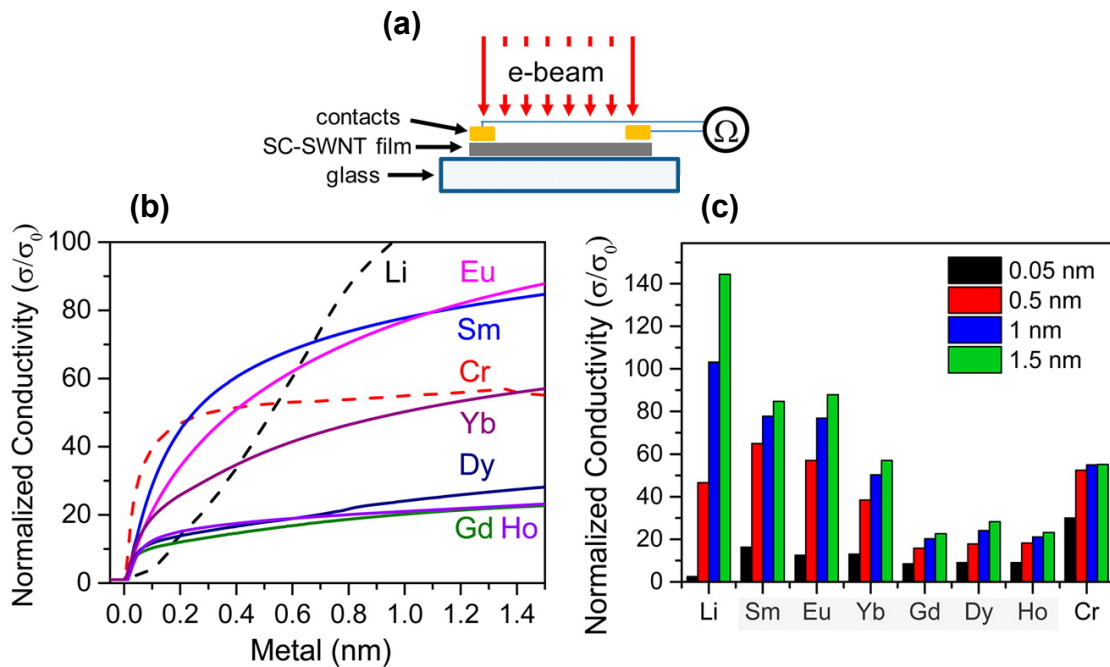 (a)
e-beam
contacts
SC-SWNT film
glass
Ω
(b)
Normalized Conductivity (σ/σ₀)
100
80
60
40
20
0
0.0 0.2 0.4 0.6 0.8 1.0 1.2 1.4
Metal (nm)
Li
Eu
Sm
Cr
Yb
Dy
Gd Ho
(c)
Normalized Conductivity (σ/σ₀)
140
120
100
80
60
40
20
0
Li Sm Eu Yb Gd Dy Ho Cr
0.05 nm
0.5 nm
1 nm
1.5 nm